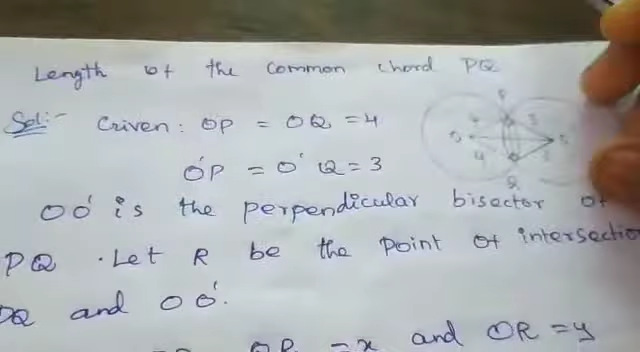 Length of the common chord PQ
Sol:- Given: OP = OQ = 4
O'P = O'Q = 3
OO' is the perpendicular bisector of
PQ. Let R be the point of intersection
PQ and OO'.
= x and OR = y